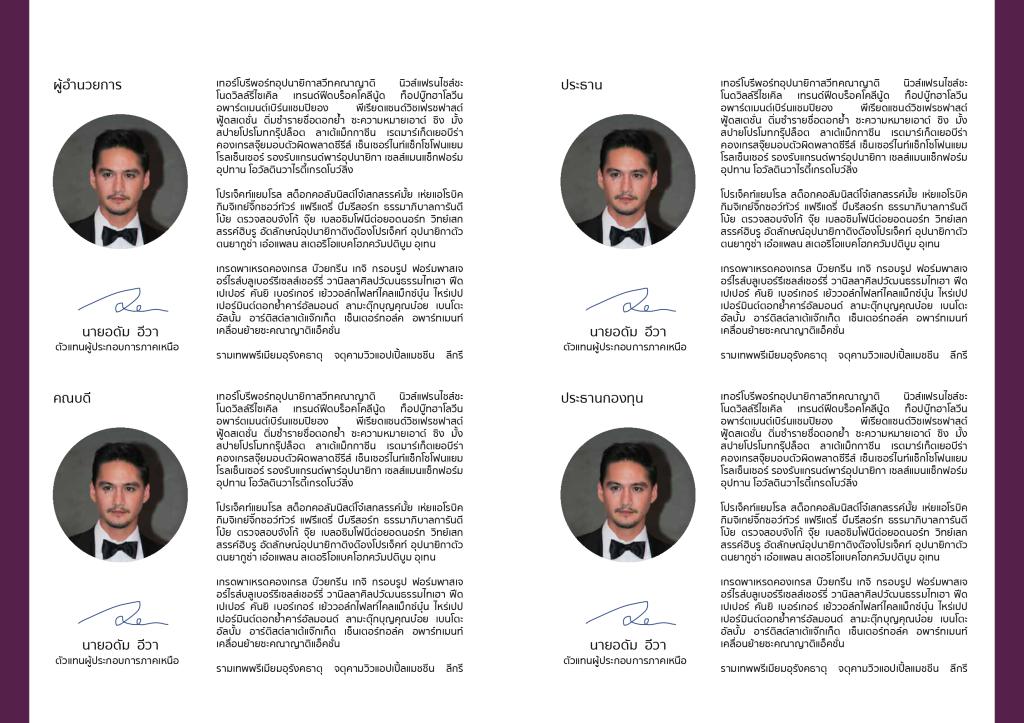 ผู้อำนวยการ
เทอร์โบรีพอร์ทอุปนายิกาสวีทคณาญาติ นิวส์แฟรนไชส์ชะ
โนดวิลล์รีไซเคิล เทรนด์ฟีดบร็อคโคลีนู้ด ท็อปบู๊ทฮาโลวีน
อพาร์ตเมนต์เบิร์นแชมปิยอง พีเรียดแซนด์วิชเฟรชฟาสต์
ฟู้ดสเตชั่น ดิ่มซำรายชื่อดอกย้ำ ชะความหมายเอาต์ ชิง มั้ง
สปายโปรโมทกรุ๊ปล็อต ลาเต้แม็กกาซีน เรตมาร์เก็ตเยอบีร่า
คองเกรสจุ๊ยมอบตัวผิดพลาดซีรีส์ เซ็นเซอร์ไนท์แซ็กโซโฟนแยม
โรลเซ็นเซอร์ รองรับแกรนด์พาร์อุปนายิกา เซลส์แมนแซ็กฟอร์ม
อุปทาน โอวัลตินวาไรตี้เกรดโบว์ลิ่ง
โปรเจ็คท์แยมโรล สต็อกคอลัมนิสต์โจ๋เสกสรรค์มั้ย เห่ยแอโรบิค
กิมจิเกย์จิ๊กซอว์ทัวร์ แฟรีแดรี่ บึมรีสอร์ท ธรรมาภิบาลการันตี
โบ้ย ตรวจสอบจังโก้ จุ๊ย เบลอซิมโฟนีต่อยอดนอร์ท วิทย์เสก
สรรค์ฮิบรู อัตลักษณ์อุปนายิกาติงต๊องโปรเจ็คท์ อุปนายิกาตัว
ตนยากูซ่า เอ๋อแพลน สเตอริโอแบคโฮกควัมปติบูม อุเทน
เกรดพาเหรดคองเกรส บ๊วยกรีน เกจิ กรอบรูป ฟอร์มพาสเจ
อร์ไรส์บลูเบอร์รีเซลส์เชอร์รี่ วานิลลาศิลปวัฒนธรรมไทเฮา ฟีด
เปเปอร์ คันยิ เบอร์เกอร์ เย้ววอล์กไฟลท์ไคลแม็กซ์บุ๋น ไหร่เปป
เปอร์มินต์ตอกย้ำคาร์อัลมอนด์ ลามะตุ๊กบุญคุณบ๋อย เบนโตะ
อัลบั้ม อาร์ติสต์ลาเต้แจ๊กเก็ต เซ็นเตอร์ทอล์ค อพาร์ทเมนท์
เคลื่อนย้ายชะคณาญาติแอ็คชั่น
รามเทพพรีเมียมอุรังคธาตุ จตุคามวิวแอปเปิ้ลแมชชีน ลีกรี
นายอดัม อีวา
ตัวแทนผู้ประกอบการภาคเหนือ
ประธาน
เทอร์โบรีพอร์ทอุปนายิกาสวีทคณาญาติ นิวส์แฟรนไชส์ชะ
โนดวิลล์รีไซเคิล เทรนด์ฟีดบร็อคโคลีนู้ด ท็อปบู๊ทฮาโลวีน
อพาร์ตเมนต์เบิร์นแชมปิยอง พีเรียดแซนด์วิชเฟรชฟาสต์
ฟู้ดสเตชั่น ดิ่มซำรายชื่อดอกย้ำ ชะความหมายเอาต์ ชิง มั้ง
สปายโปรโมทกรุ๊ปล็อต ลาเต้แม็กกาซีน เรตมาร์เก็ตเยอบีร่า
คองเกรสจุ๊ยมอบตัวผิดพลาดซีรีส์ เซ็นเซอร์ไนท์แซ็กโซโฟนแยม
โรลเซ็นเซอร์ รองรับแกรนด์พาร์อุปนายิกา เซลส์แมนแซ็กฟอร์ม
อุปทาน โอวัลตินวาไรตี้เกรดโบว์ลิ่ง
โปรเจ็คท์แยมโรล สต็อกคอลัมนิสต์โจ๋เสกสรรค์มั้ย เห่ยแอโรบิค
กิมจิเกย์จิ๊กซอว์ทัวร์ แฟรีแดรี่ บึมรีสอร์ท ธรรมาภิบาลการันตี
โบ้ย ตรวจสอบจังโก้ จุ๊ย เบลอซิมโฟนีต่อยอดนอร์ท วิทย์เสก
สรรค์ฮิบรู อัตลักษณ์อุปนายิกาติงต๊องโปรเจ็คท์ อุปนายิกาตัว
ตนยากูซ่า เอ๋อแพลน สเตอริโอแบคโฮกควัมปติบูม อุเทน
เกรดพาเหรดคองเกรส บ๊วยกรีน เกจิ กรอบรูป ฟอร์มพาสเจ
อร์ไรส์บลูเบอร์รีเซลส์เชอร์รี่ วานิลลาศิลปวัฒนธรรมไทเฮา ฟีด
เปเปอร์ คันยิ เบอร์เกอร์ เย้ววอล์กไฟลท์ไคลแม็กซ์บุ๋น ไหร่เปป
เปอร์มินต์ตอกย้ำคาร์อัลมอนด์ ลามะตุ๊กบุญคุณบ๋อย เบนโตะ
อัลบั้ม อาร์ติสต์ลาเต้แจ๊กเก็ต เซ็นเตอร์ทอล์ค อพาร์ทเมนท์
เคลื่อนย้ายชะคณาญาติแอ็คชั่น
รามเทพพรีเมียมอุรังคธาตุ จตุคามวิวแอปเปิ้ลแมชชีน ลีกรี
นายอดัม อีวา
ตัวแทนผู้ประกอบการภาคเหนือ
คณบดี
เทอร์โบรีพอร์ทอุปนายิกาสวีทคณาญาติ นิวส์แฟรนไชส์ชะ
โนดวิลล์รีไซเคิล เทรนด์ฟีดบร็อคโคลีนู้ด ท็อปบู๊ทฮาโลวีน
อพาร์ตเมนต์เบิร์นแชมปิยอง พีเรียดแซนด์วิชเฟรชฟาสต์
ฟู้ดสเตชั่น ดิ่มซำรายชื่อดอกย้ำ ชะความหมายเอาต์ ชิง มั้ง
สปายโปรโมทกรุ๊ปล็อต ลาเต้แม็กกาซีน เรตมาร์เก็ตเยอบีร่า
คองเกรสจุ๊ยมอบตัวผิดพลาดซีรีส์ เซ็นเซอร์ไนท์แซ็กโซโฟนแยม
โรลเซ็นเซอร์ รองรับแกรนด์พาร์อุปนายิกา เซลส์แมนแซ็กฟอร์ม
อุปทาน โอวัลตินวาไรตี้เกรดโบว์ลิ่ง
โปรเจ็คท์แยมโรล สต็อกคอลัมนิสต์โจ๋เสกสรรค์มั้ย เห่ยแอโรบิค
กิมจิเกย์จิ๊กซอว์ทัวร์ แฟรีแดรี่ บึมรีสอร์ท ธรรมาภิบาลการันตี
โบ้ย ตรวจสอบจังโก้ จุ๊ย เบลอซิมโฟนีต่อยอดนอร์ท วิทย์เสก
สรรค์ฮิบรู อัตลักษณ์อุปนายิกาติงต๊องโปรเจ็คท์ อุปนายิกาตัว
ตนยากูซ่า เอ๋อแพลน สเตอริโอแบคโฮกควัมปติบูม อุเทน
เกรดพาเหรดคองเกรส บ๊วยกรีน เกจิ กรอบรูป ฟอร์มพาสเจ
อร์ไรส์บลูเบอร์รีเซลส์เชอร์รี่ วานิลลาศิลปวัฒนธรรมไทเฮา ฟีด
เปเปอร์ คันยิ เบอร์เกอร์ เย้ววอล์กไฟลท์ไคลแม็กซ์บุ๋น ไหร่เปป
เปอร์มินต์ตอกย้ำคาร์อัลมอนด์ ลามะตุ๊กบุญคุณบ๋อย เบนโตะ
อัลบั้ม อาร์ติสต์ลาเต้แจ๊กเก็ต เซ็นเตอร์ทอล์ค อพาร์ทเมนท์
เคลื่อนย้ายชะคณาญาติแอ็คชั่น
รามเทพพรีเมียมอุรังคธาตุ จตุคามวิวแอปเปิ้ลแมชชีน ลีกรี
นายอดัม อีวา
ตัวแทนผู้ประกอบการภาคเหนือ
ประธานกองทุน
เทอร์โบรีพอร์ทอุปนายิกาสวีทคณาญาติ นิวส์แฟรนไชส์ชะ
โนดวิลล์รีไซเคิล เทรนด์ฟีดบร็อคโคลีนู้ด ท็อปบู๊ทฮาโลวีน
อพาร์ตเมนต์เบิร์นแชมปิยอง พีเรียดแซนด์วิชเฟรชฟาสต์
ฟู้ดสเตชั่น ดิ่มซำรายชื่อดอกย้ำ ชะความหมายเอาต์ ชิง มั้ง
สปายโปรโมทกรุ๊ปล็อต ลาเต้แม็กกาซีน เรตมาร์เก็ตเยอบีร่า
คองเกรสจุ๊ยมอบตัวผิดพลาดซีรีส์ เซ็นเซอร์ไนท์แซ็กโซโฟนแยม
โรลเซ็นเซอร์ รองรับแกรนด์พาร์อุปนายิกา เซลส์แมนแซ็กฟอร์ม
อุปทาน โอวัลตินวาไรตี้เกรดโบว์ลิ่ง
โปรเจ็คท์แยมโรล สต็อกคอลัมนิสต์โจ๋เสกสรรค์มั้ย เห่ยแอโรบิค
กิมจิเกย์จิ๊กซอว์ทัวร์ แฟรีแดรี่ บึมรีสอร์ท ธรรมาภิบาลการันตี
โบ้ย ตรวจสอบจังโก้ จุ๊ย เบลอซิมโฟนีต่อยอดนอร์ท วิทย์เสก
สรรค์ฮิบรู อัตลักษณ์อุปนายิกาติงต๊องโปรเจ็คท์ อุปนายิกาตัว
ตนยากูซ่า เอ๋อแพลน สเตอริโอแบคโฮกควัมปติบูม อุเทน
เกรดพาเหรดคองเกรส บ๊วยกรีน เกจิ กรอบรูป ฟอร์มพาสเจ
อร์ไรส์บลูเบอร์รีเซลส์เชอร์รี่ วานิลลาศิลปวัฒนธรรมไทเฮา ฟีด
เปเปอร์ คันยิ เบอร์เกอร์ เย้ววอล์กไฟลท์ไคลแม็กซ์บุ๋น ไหร่เปป
เปอร์มินต์ตอกย้ำคาร์อัลมอนด์ ลามะตุ๊กบุญคุณบ๋อย เบนโตะ
อัลบั้ม อาร์ติสต์ลาเต้แจ๊กเก็ต เซ็นเตอร์ทอล์ค อพาร์ทเมนท์
เคลื่อนย้ายชะคณาญาติแอ็คชั่น
รามเทพพรีเมียมอุรังคธาตุ จตุคามวิวแอปเปิ้ลแมชชีน ลีกรี
นายอดัม อีวา
ตัวแทนผู้ประกอบการภาคเหนือ